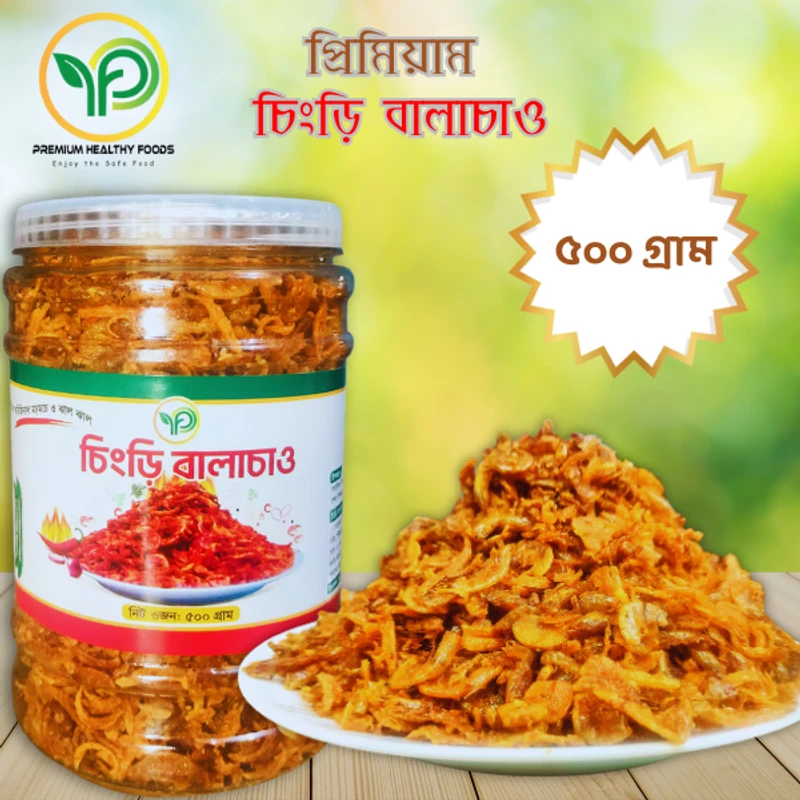 PREMIUM HEALTHY FOODS
Enjoy the Safe Food
প্রিমিয়াম
চিংড়ি বালাচাও
৫০০ গ্রাম
ও ঝাল ঝাল
চিংড়ি বালাচাও
নিট ওজন: ৫০০ গ্রাম